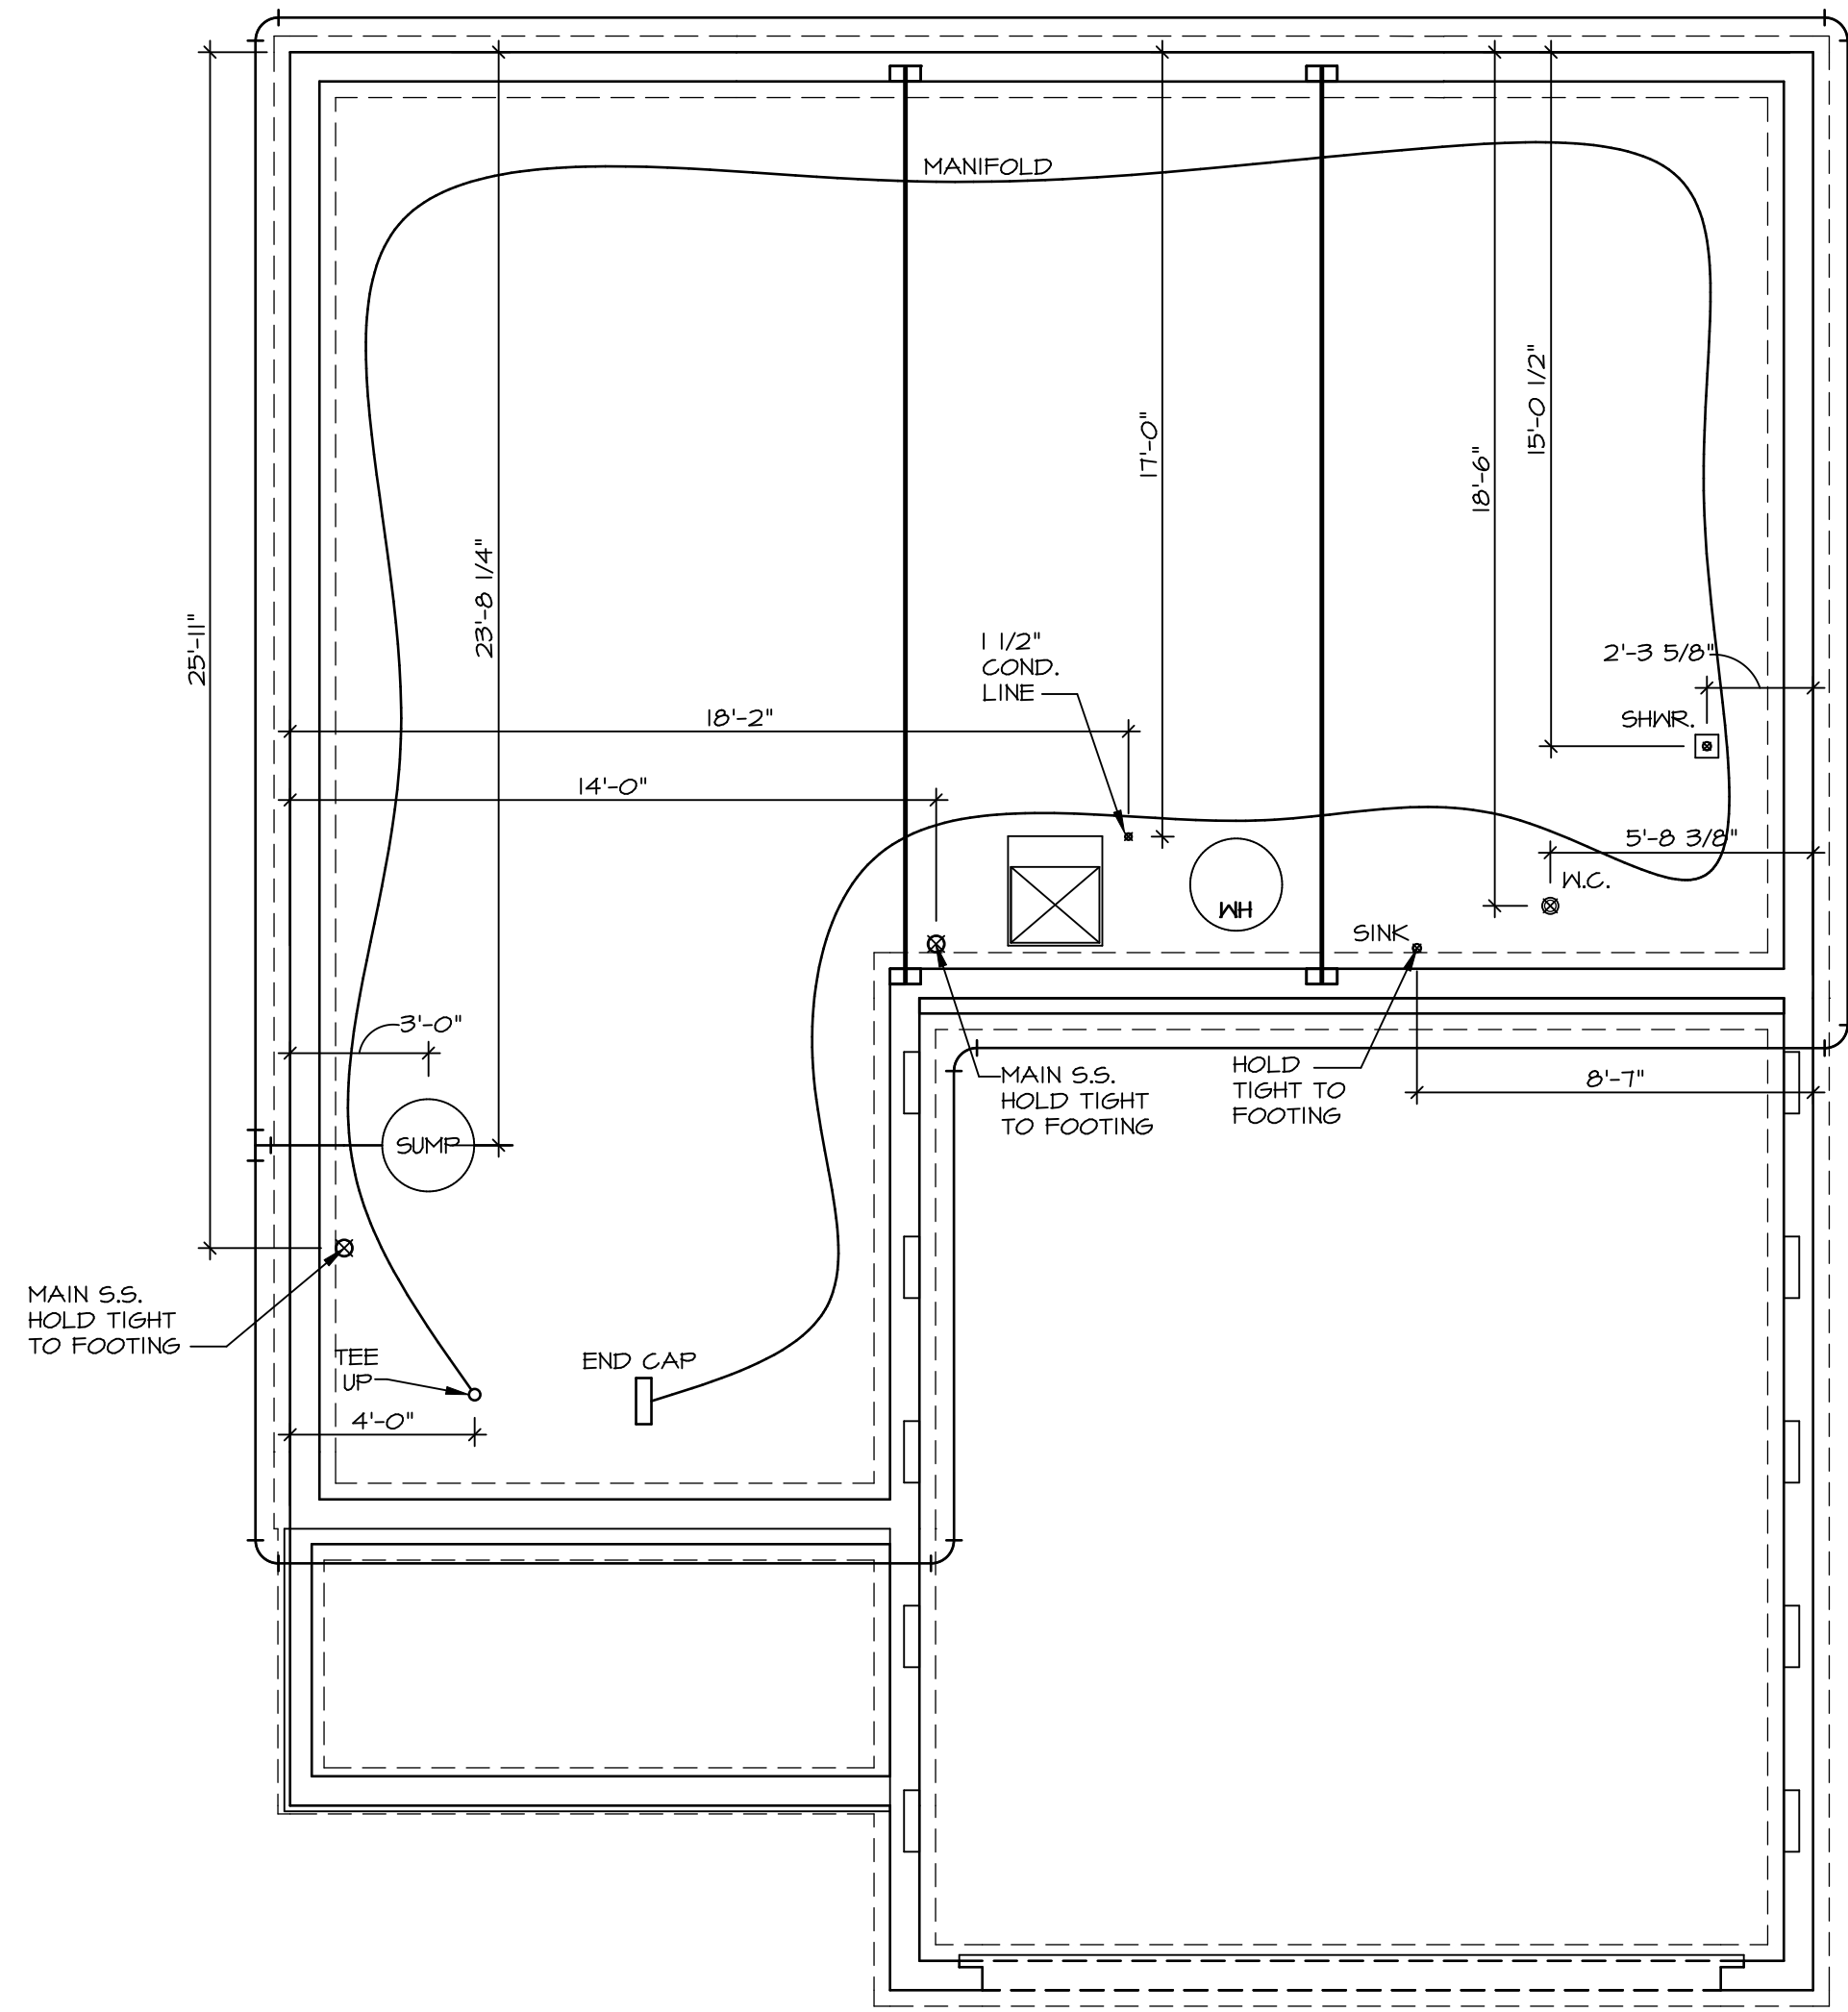 MANIFOLD
15'-0 1/2"
17'-0"
18'-6"
23'-8 1/4"
25'-11"
1 1/2"
COND.
LINE
2'-3 5/8"
18'-2"
SHWR.
14'-0"
5'-8 3/8"
W.C.
WH
SINK
3'-0"
MAIN S.S.
HOLD TIGHT
TO FOOTING
HOLD
TIGHT TO
FOOTING
8'-7"
SUMP
MAIN S.S.
HOLD TIGHT
TO FOOTING
TEE
UP
END CAP
4'-0"